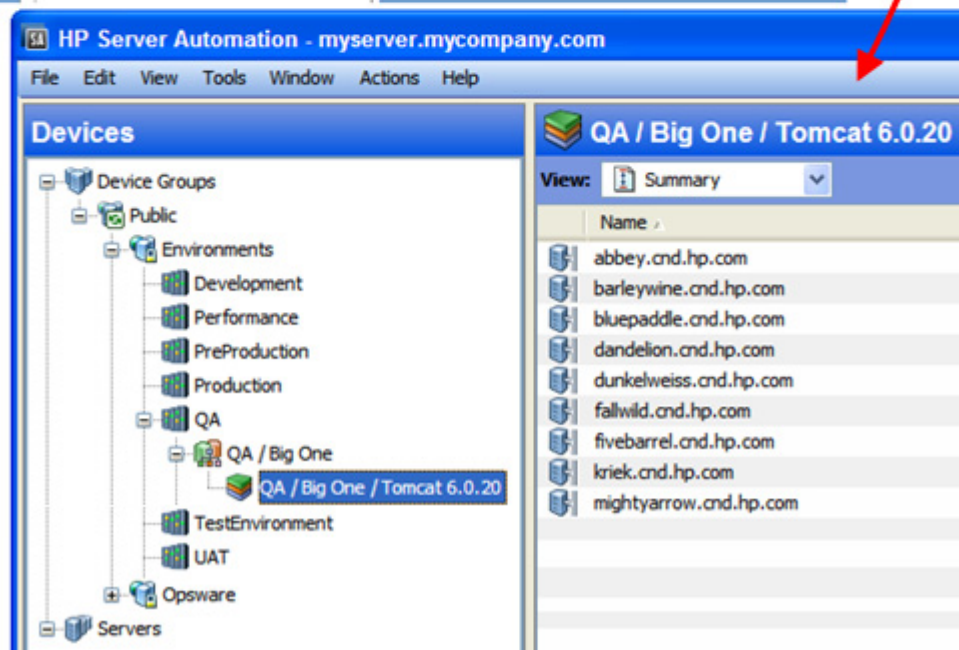 HP Server Automation - myserver.mycompany.com
File Edit View Tools Window Actions Help
Devices
Device Groups
Public
Environments
Development
Performance
PreProduction
Production
QA
QA / Big One
QA / Big One / Tomcat 6.0.20
TestEnvironment
UAT
Opsware
Servers
QA / Big One / Tomcat 6.0.20
View: Summary
Name
abbey.cnd.hp.com
barleywine.cnd.hp.com
bluepaddle.cnd.hp.com
dandelion.cnd.hp.com
dunkelweiss.cnd.hp.com
fallwild.cnd.hp.com
fivebarrel.cnd.hp.com
kriek.cnd.hp.com
mightyarrow.cnd.hp.com